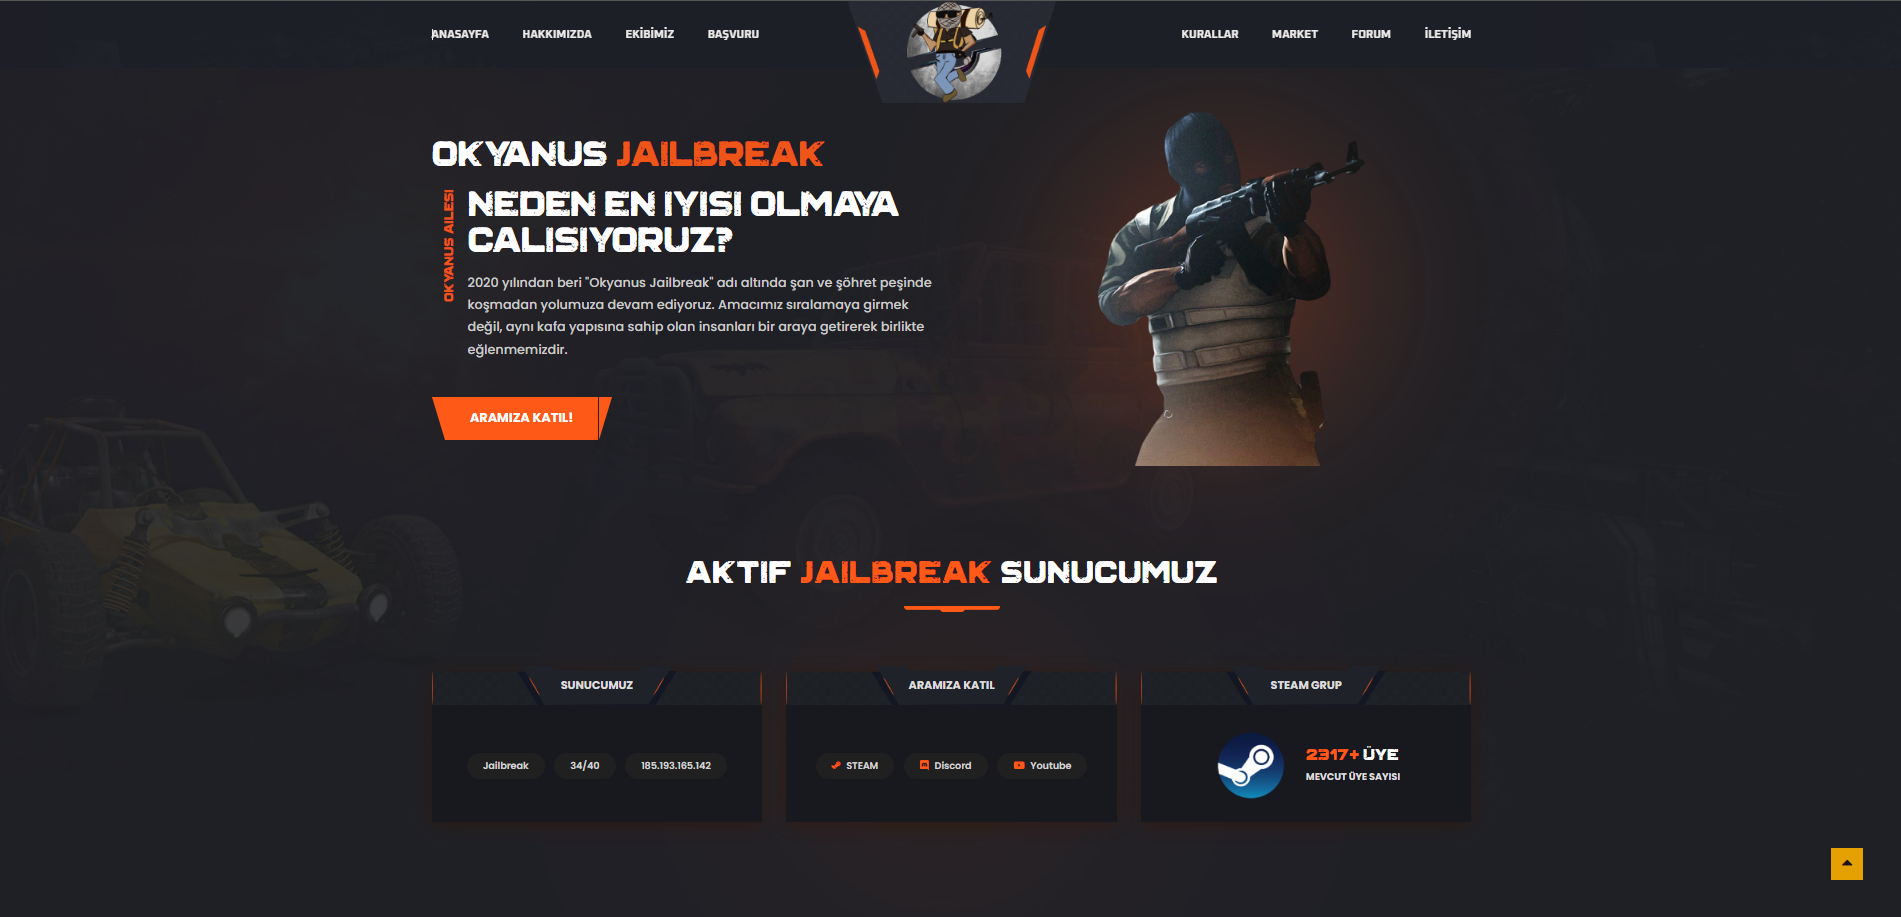 ANASAYFA HAKKIMIZDA EKİBİMİZ BAŞVURU KURALLAR MARKET FORUM İLETİŞİM
OKYANUS JAILBREAK
OKYANUS AILESI
NEDEN EN IYISI OLMAYA
CALISIYORUZ?
2020 yılından beri "Okyanus Jailbreak" adı altında şan ve şöhret peşinde
koşmadan yolumuza devam ediyoruz. Amacımız sıralamaya girmek
değil, aynı kafa yapısına sahip olan insanları bir araya getirerek birlikte
eğlenmemizdir.
ARAMIZA KATIL!
AKTIF JAILBREAK SUNUCUMUZ
SUNUCUMUZ
Jailbreak 34/40 185.193.165.142
ARAMIZA KATIL
STEAM Discord Youtube
STEAM GRUP
2317+ ÜYE
MEVCUT ÜYE SAYISI